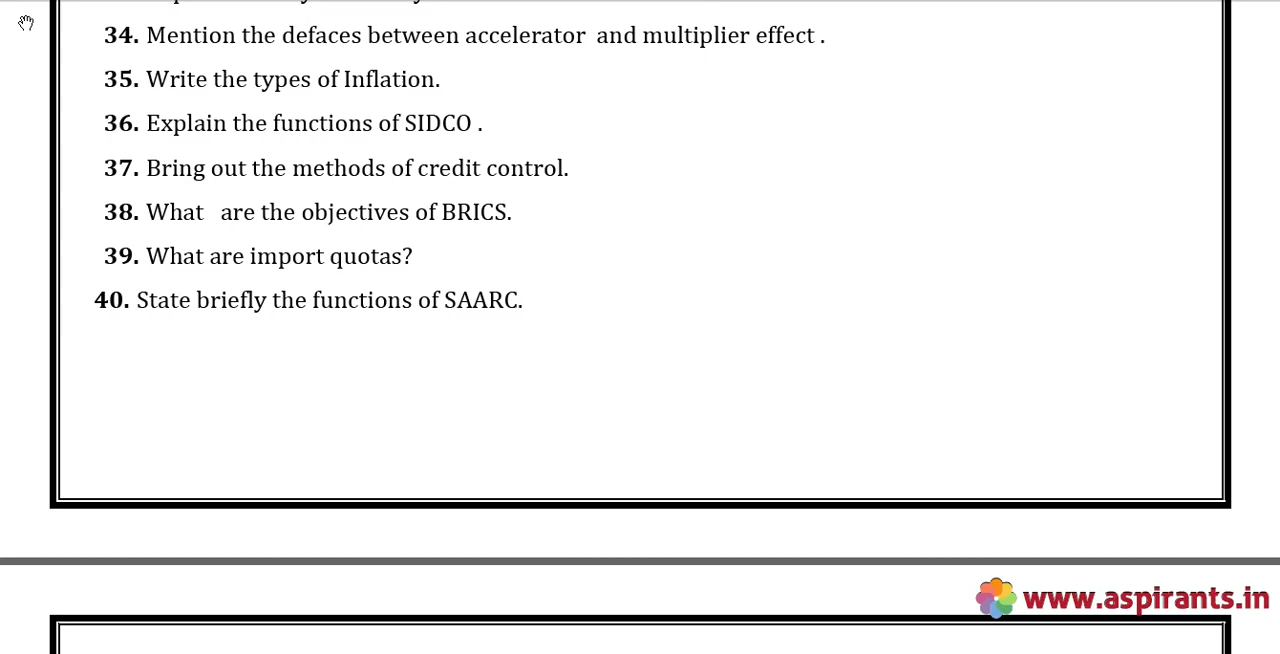 34. Mention the defaces between accelerator and multiplier effect .
35. Write the types of Inflation.
36. Explain the functions of SIDCO .
37. Bring out the methods of credit control.
38. What are the objectives of BRICS.
39. What are import quotas?
40. State briefly the functions of SAARC.
www.aspirants.in